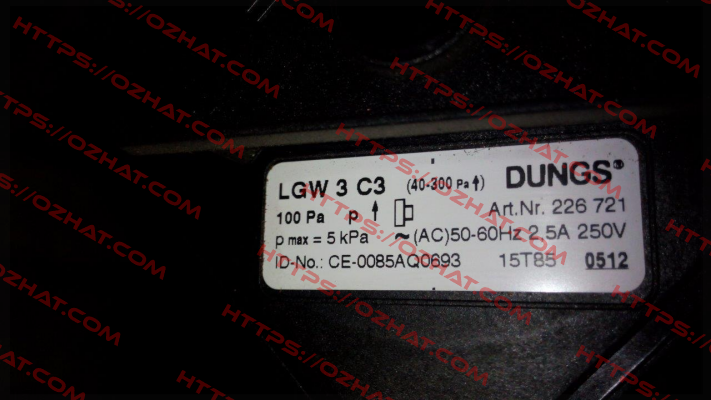 LGW 3 C3 (40-300 Pa ↑) DUNGS®
100 Pa p ↑ Art.Nr. 226 721
p max = 5 kPa ~ (AC)50-60Hz 2,5A 250V
ID-No.: CE-0085AQ0693 15T85 0512
HTTPS://OZHAT.COM